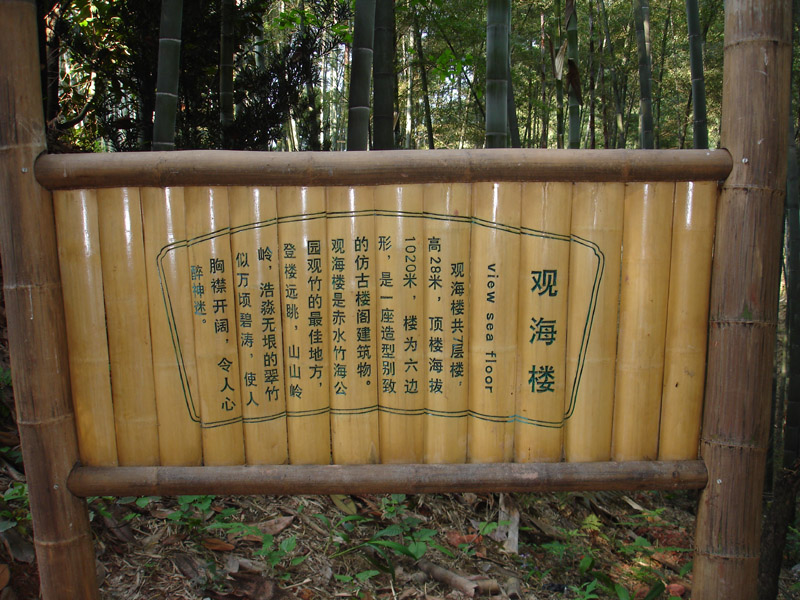 观海楼
view sea floor
观海楼共7层楼，
高28米，顶楼海拔
1020米，楼为六边
形，是一座造型别致
的仿古楼阁建筑物。
观海楼是赤水竹海公
园观竹的最佳地方，
登楼远眺，山山岭
岭，浩淼无垠的翠竹
似万顷碧涛，使人
胸襟开阔，令人心
醉神迷。